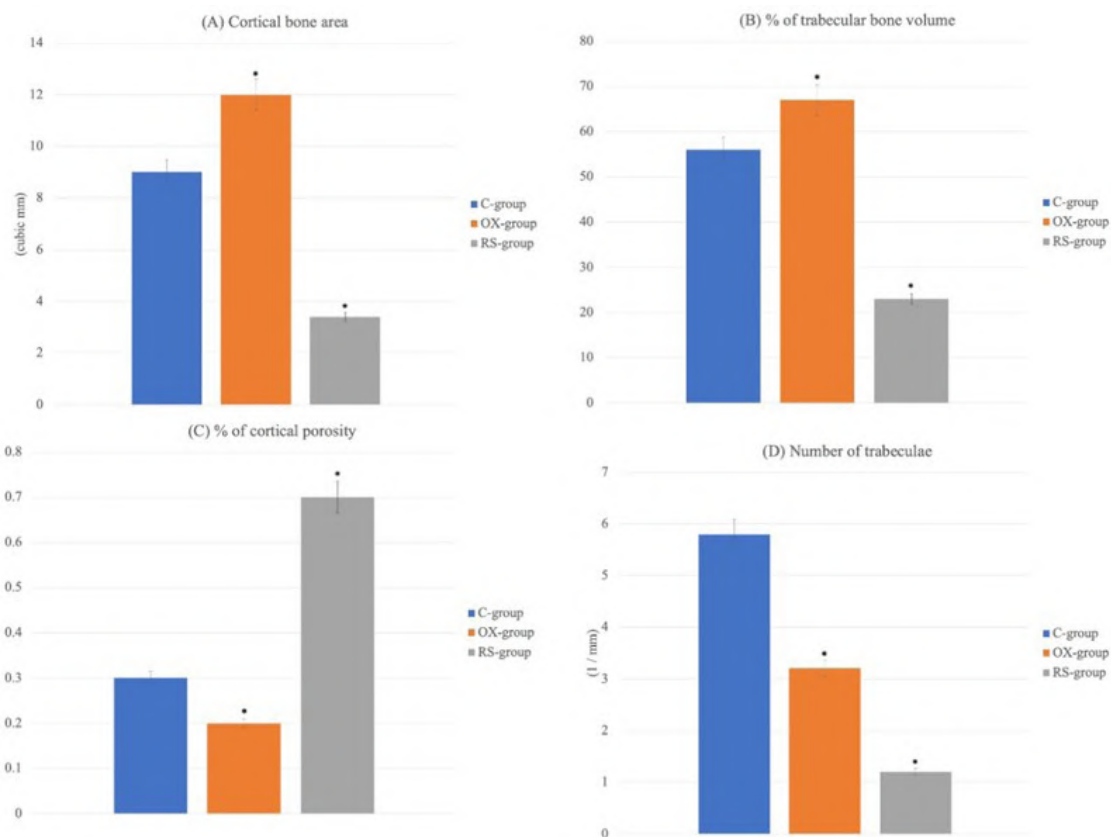 (A) Cortical bone area
14
12
10
8
6
4
2
0
(cubic mm)
C-group
OX-group
RS-group
(B) % of trabecular bone volume
80
70
60
50
40
30
20
10
0
C-group
OX-group
RS-group
(C) % of cortical porosity
0.8
0.7
0.6
0.5
0.4
0.3
0.2
0.1
0
C-group
OX-group
RS-group
(D) Number of trabeculae
7
6
5
4
3
2
1
0
(1 / mm)
C-group
OX-group
RS-group